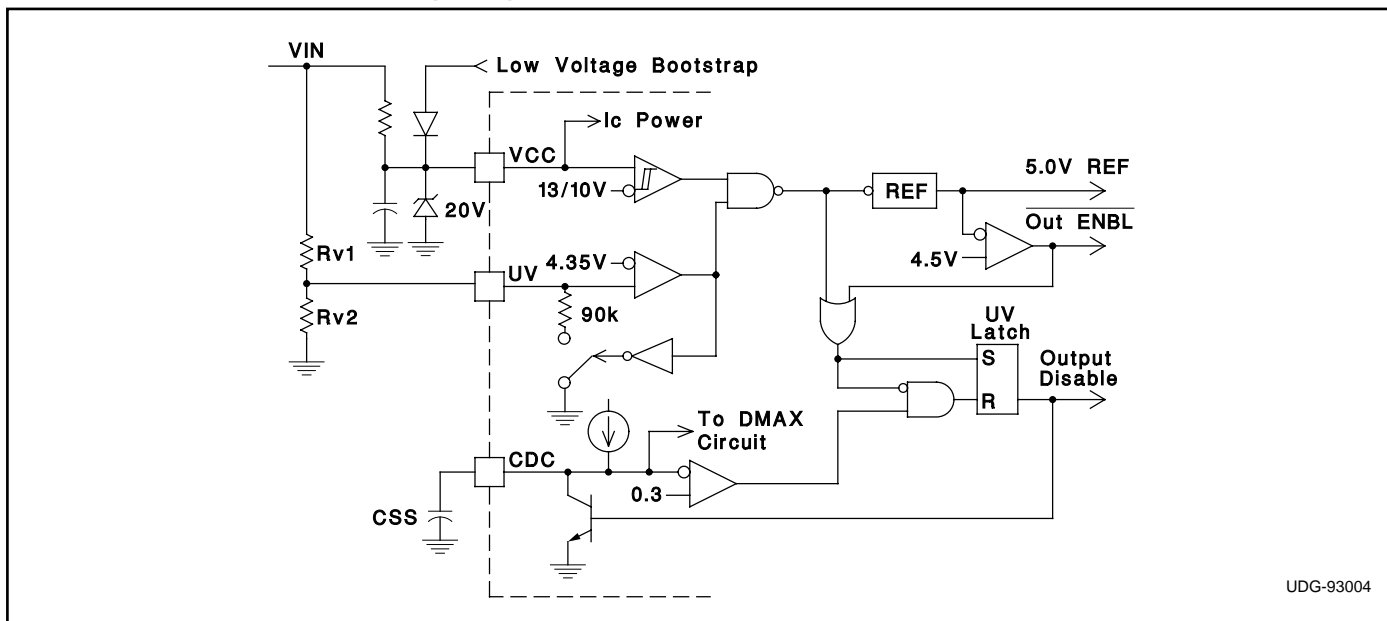 VIN
Low Voltage Bootstrap
Ic Power
VCC
13/10V
REF
5.0V REF
Out ENBL
20V
4.5V
Rv1
4.35V
UV
Rv2
90k
UV
Latch
S
R
Output
Disable
To DMAX
Circuit
CDC
0.3
CSS
UDG-93004